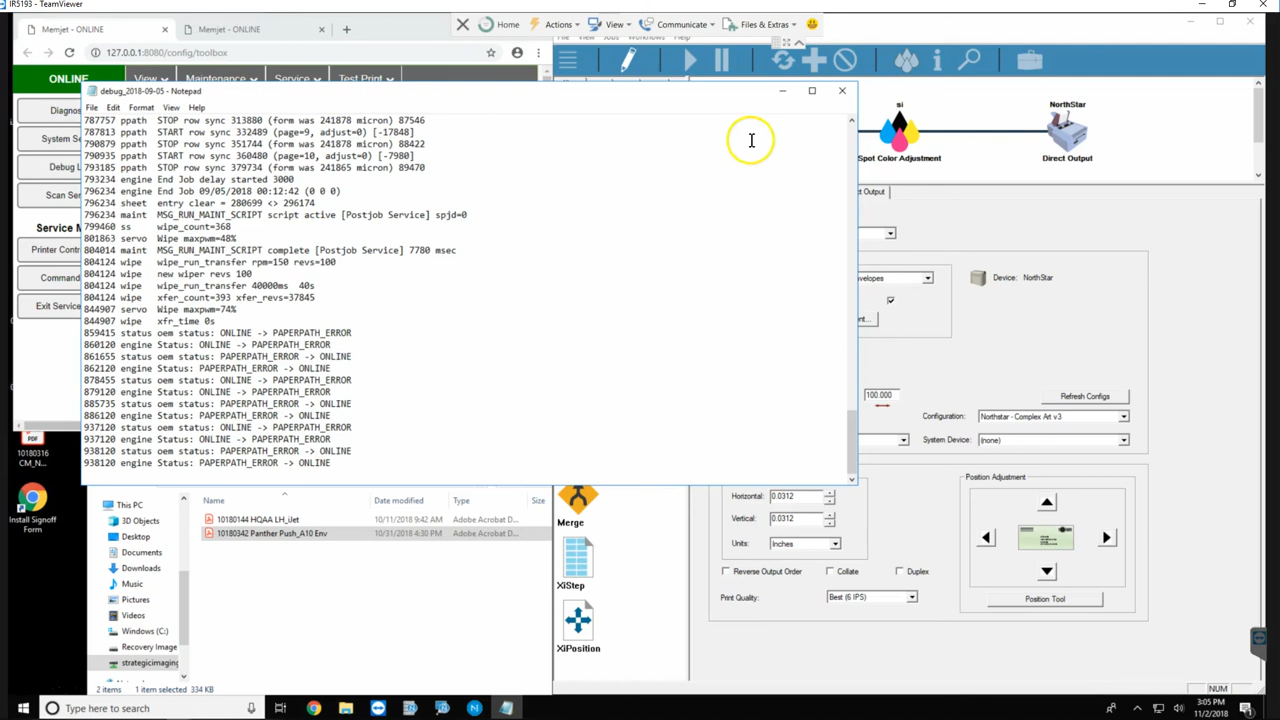 IR5193 - TeamViewer
Memjet - ONLINE
Memjet - ONLINE
Home
Actions
View
Communicate
Files & Extras
127.0.0.1:8080/config/toolbox
ONLINE
View
Maintenance
Service
Test Print
debug_2018-09-05 - Notepad
File Edit Format View Help
787757 ppath STOP row sync 313880 (form was 241878 micron) 87546
787813 ppath START row sync 332489 (page=9, adjust=0) [-17848]
790879 ppath STOP row sync 351744 (form was 241878 micron) 88422
790935 ppath START row sync 360480 (page=10, adjust=0) [-7980]
793185 ppath STOP row sync 379734 (form was 241865 micron) 89470
793234 engine End Job delay started 3000
796234 engine End Job 09/05/2018 00:12:42 (0 0 0)
796234 sheet entry clear = 280699 <> 296174
796234 maint MSG_RUN_MAINT_SCRIPT script active [Postjob Service] spjd=0
799460 ss wipe_count=368
801863 servo Wipe maxpwm=48%
804014 maint MSG_RUN_MAINT_SCRIPT complete [Postjob Service] 7780 msec
804124 wipe wipe_run_transfer rpm=150 revs=100
804124 wipe new wiper revs 100
804124 wipe wipe_run_transfer 40000ms 40s
804124 wipe xfer_count=393 xfer_revs=37845
844907 servo Wipe maxpwm=74%
844907 wipe xfr_time 0s
859415 status oem status: ONLINE -> PAPERPATH_ERROR
860120 engine Status: ONLINE -> PAPERPATH_ERROR
861655 status oem status: PAPERPATH_ERROR -> ONLINE
862120 engine Status: PAPERPATH_ERROR -> ONLINE
878455 status oem status: ONLINE -> PAPERPATH_ERROR
879120 engine Status: ONLINE -> PAPERPATH_ERROR
885735 status oem status: PAPERPATH_ERROR -> ONLINE
886120 engine Status: PAPERPATH_ERROR -> ONLINE
937120 status oem status: ONLINE -> PAPERPATH_ERROR
937120 engine Status: ONLINE -> PAPERPATH_ERROR
938120 status oem status: PAPERPATH_ERROR -> ONLINE
938120 engine Status: PAPERPATH_ERROR -> ONLINE
Diagnos
System Se
Debug L
Scan Ser
Service M
Printer Contr
Comman
Exit Service
si
Spot Color Adjustment
NorthStar
Direct Output
Output
velopes
Device: NorthStar
100.000
Refresh Configs
Configuration:
Northstar - Complex Art v3
System Device:
(none)
Position Adjustment
Horizontal: 0.0312
Vertical: 0.0312
Units: Inches
Reverse Output Order
Collate
Duplex
Print Quality:
Best (6 IPS)
Position Tool
Merge
XiStep
XiPosition
PDF
10180316
CM_N
Install Signoff
Form
This PC
3D Objects
Desktop
Documents
Downloads
Music
Pictures
Videos
Windows (C:)
Recovery Image
strategicimaging
Name
Date modified
Type
Size
10180144 HQAA LH_iJet
10/11/2018 9:42 AM
Adobe Acrobat D...
10180342 Panther Push_A10 Env
10/31/2018 4:30 PM
Adobe Acrobat D...
2 items
1 item selected 334 KB
NUM
Type here to search
3:05 PM
11/2/2018